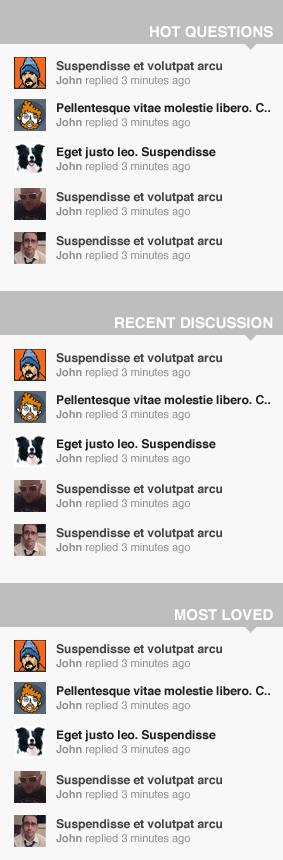 HOT QUESTIONS
Suspendisse et volutpat arcu
John replied 3 minutes ago
Pellentesque vitae molestie libero. C..
John replied 3 minutes ago
Eget justo leo. Suspendisse
John replied 3 minutes ago
Suspendisse et volutpat arcu
John replied 3 minutes ago
Suspendisse et volutpat arcu
John replied 3 minutes ago
RECENT DISCUSSION
Suspendisse et volutpat arcu
John replied 3 minutes ago
Pellentesque vitae molestie libero. C..
John replied 3 minutes ago
Eget justo leo. Suspendisse
John replied 3 minutes ago
Suspendisse et volutpat arcu
John replied 3 minutes ago
Suspendisse et volutpat arcu
John replied 3 minutes ago
MOST LOVED
Suspendisse et volutpat arcu
John replied 3 minutes ago
Pellentesque vitae molestie libero. C..
John replied 3 minutes ago
Eget justo leo. Suspendisse
John replied 3 minutes ago
Suspendisse et volutpat arcu
John replied 3 minutes ago
Suspendisse et volutpat arcu
John replied 3 minutes ago